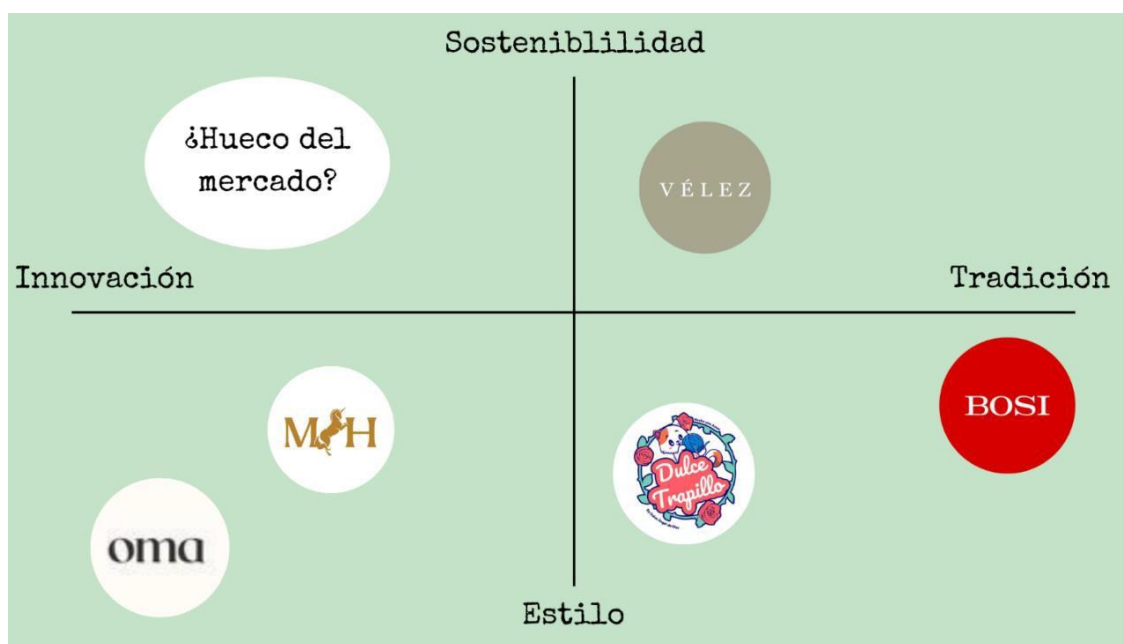 Sosteniblilidad
¿Hueco del
mercado?
VÉLEZ
Innovación
Tradición
BOSI
M H
Dulce
Trapillo
oma
Estilo